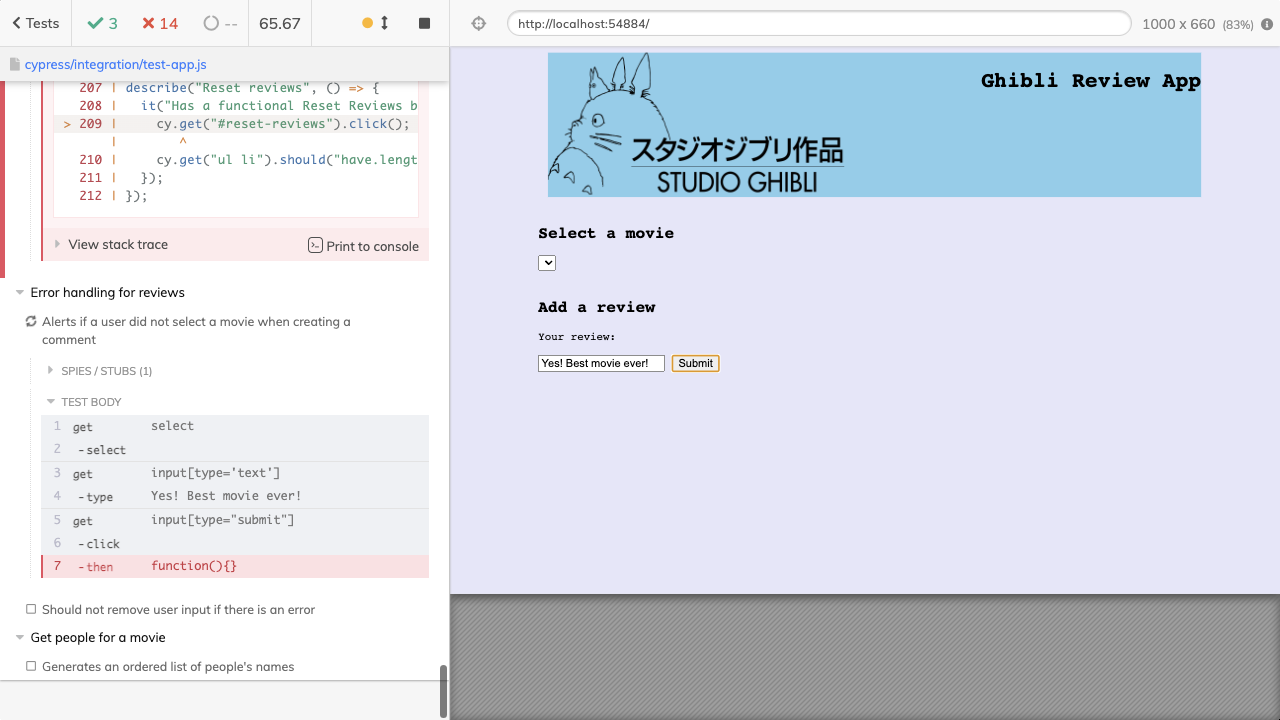 Tests
3
14
--
65.67
http://localhost:54884/
1000 x 660 (83%)
cypress/integration/test-app.js
207 | describe("Reset reviews", () => {
208 | it("Has a functional Reset Reviews b
> 209 | cy.get("#reset-reviews").click();
| ^
210 | cy.get("ul li").should("have.lengt
211 | });
212 | });
View stack trace
Print to console
Error handling for reviews
Alerts if a user did not select a movie when creating a
comment
SPIES / STUBS (1)
TEST BODY
1 get select
2 -select
3 get input[type='text']
4 -type Yes! Best movie ever!
5 get input[type="submit"]
6 -click
7 -then function(){}
Should not remove user input if there is an error
Get people for a movie
Generates an ordered list of people's names
Ghibli Review App
スタジオジブリ作品
STUDIO GHIBLI
Select a movie
Add a review
Your review:
Yes! Best movie ever! Submit